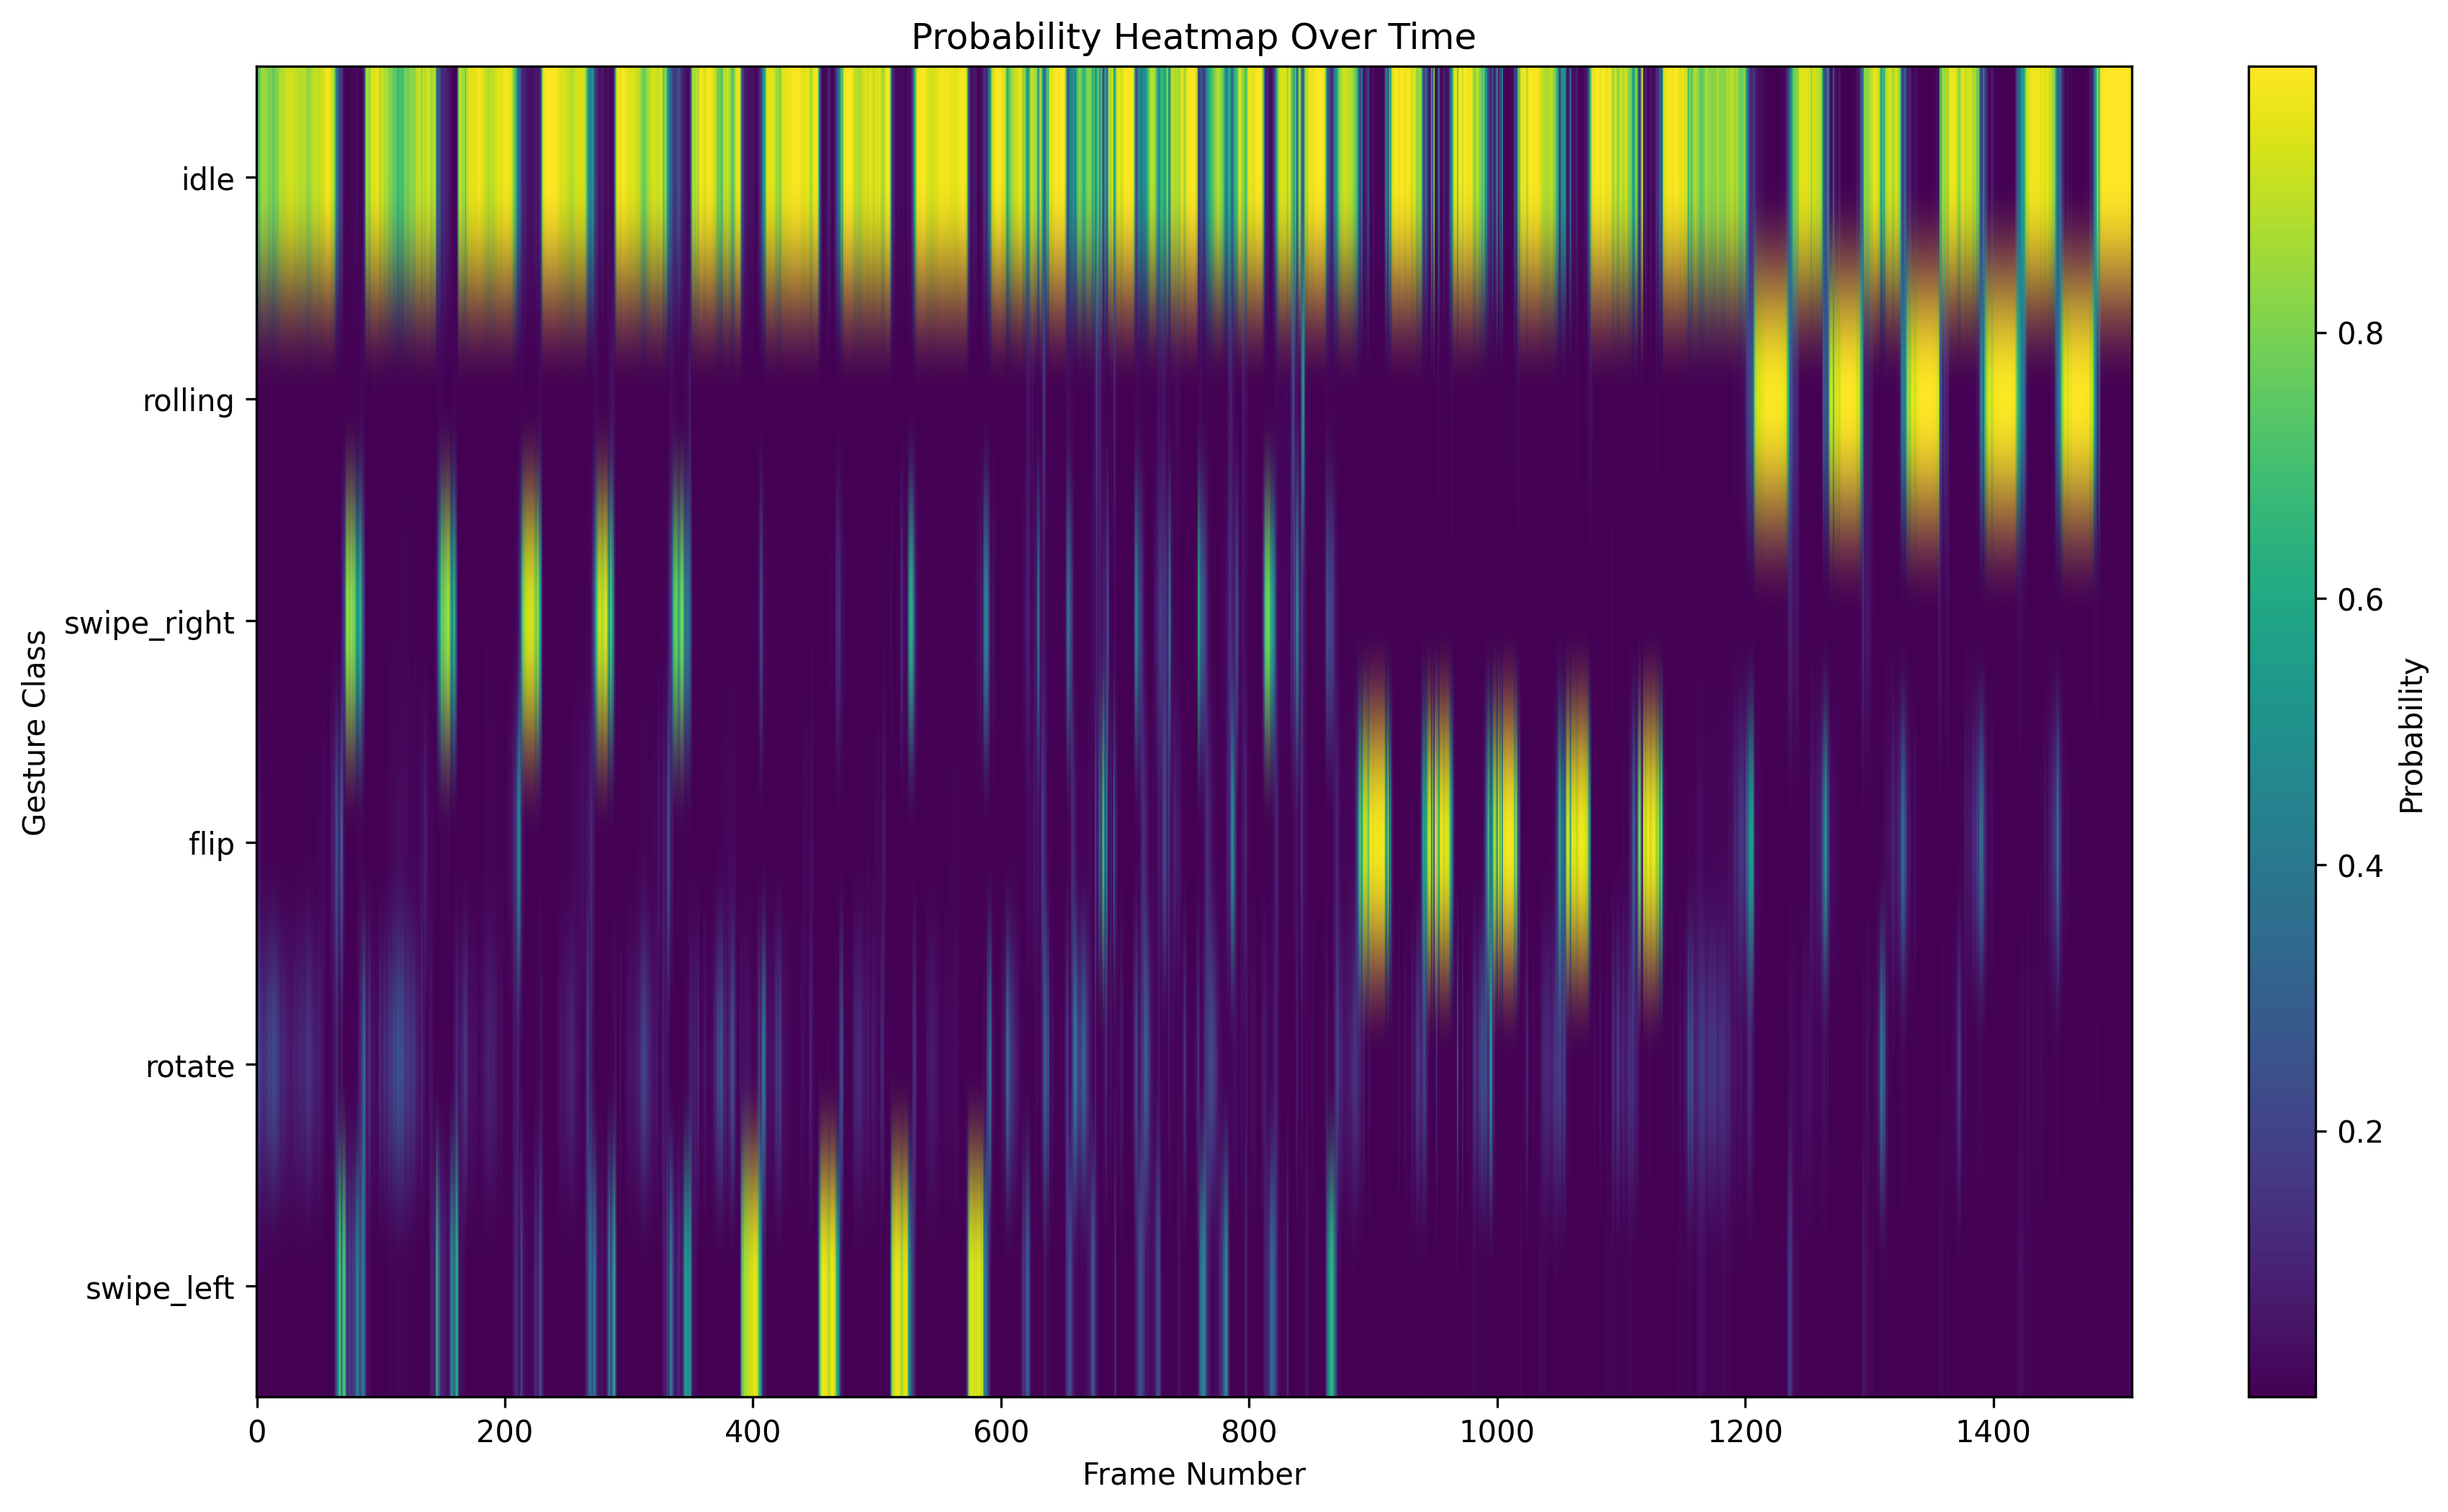 Probability Heatmap Over Time
Gesture Class
idle
rolling
swipe_right
flip
rotate
swipe_left
0 200 400 600 800 1000 1200 1400
Frame Number
0.8
0.6
0.4
0.2
Probability